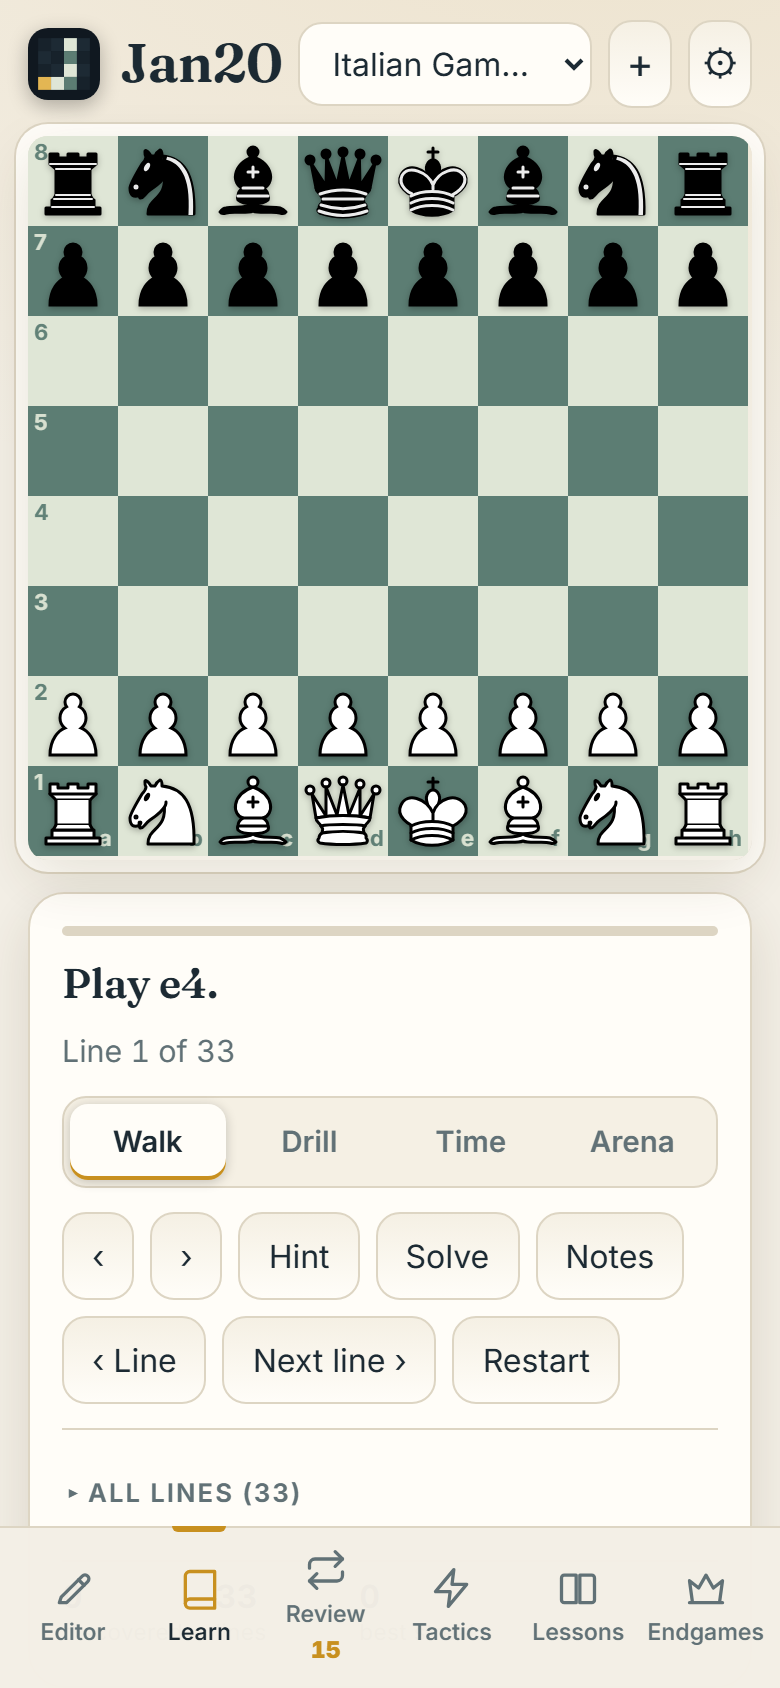 Jan20
Italian Gam...
+
8
7
6
5
4
3
2
1
a b c d e f g h
Play e4.
Line 1 of 33
Walk Drill Time Arena
‹ › Hint Solve Notes
‹ Line Next line › Restart
▸ ALL LINES (33)
33 0
Editor Learn Review Tactics Lessons Endgames
15